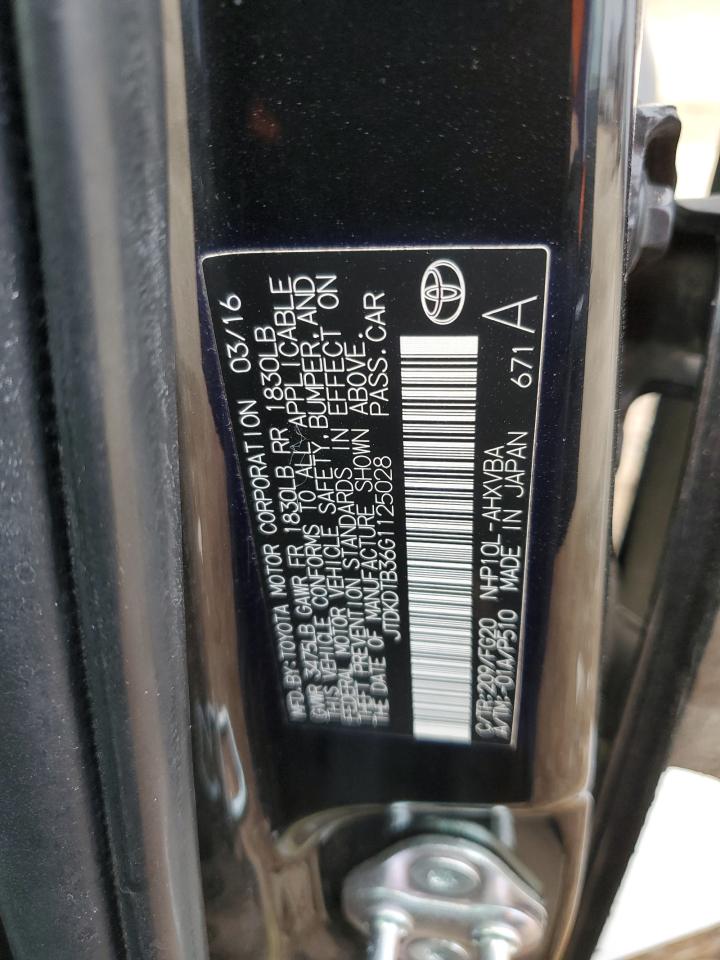 MFD. BY: TOYOTA MOTOR CORPORATION 03/16
GVWR 3475LB GAWR FR 1830LB RR 1830LB
THIS VEHICLE CONFORMS TO ALL APPLICABLE
FEDERAL MOTOR VEHICLE SAFETY, BUMPER, AND
THEFT PREVENTION STANDARDS IN EFFECT ON
THE DATE OF MANUFACTURE SHOWN ABOVE.
JTDKDTB36G1125028 PASS. CAR
C/TR: 209/FG20 NHP10L-AHXVBA
A/TM: -01A/P510 MADE IN JAPAN 671 A